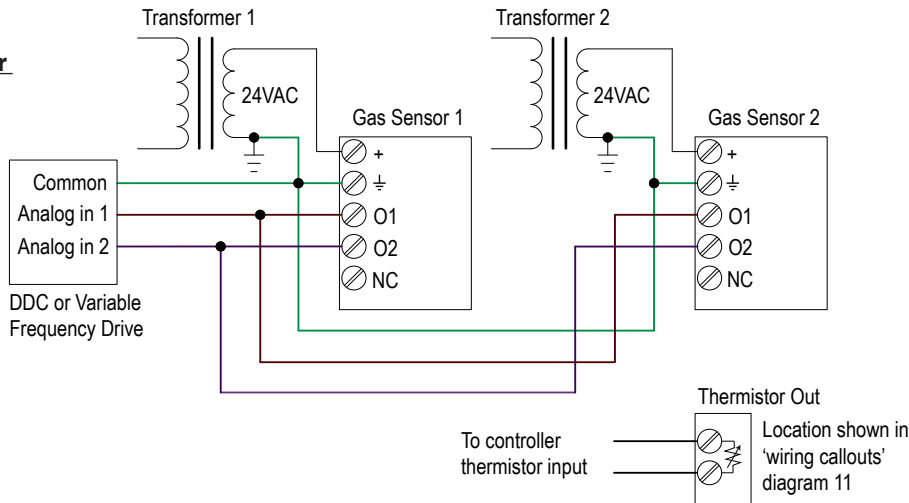 Transformer 1
Transformer 2
r
24VAC
24VAC
Gas Sensor 1
Gas Sensor 2
+
+
Common
Analog in 1
O1
O1
Analog in 2
O2
O2
NC
NC
DDC or Variable
Frequency Drive
Thermistor Out
To controller
thermistor input
Location shown in
‘wiring callouts’
diagram 11